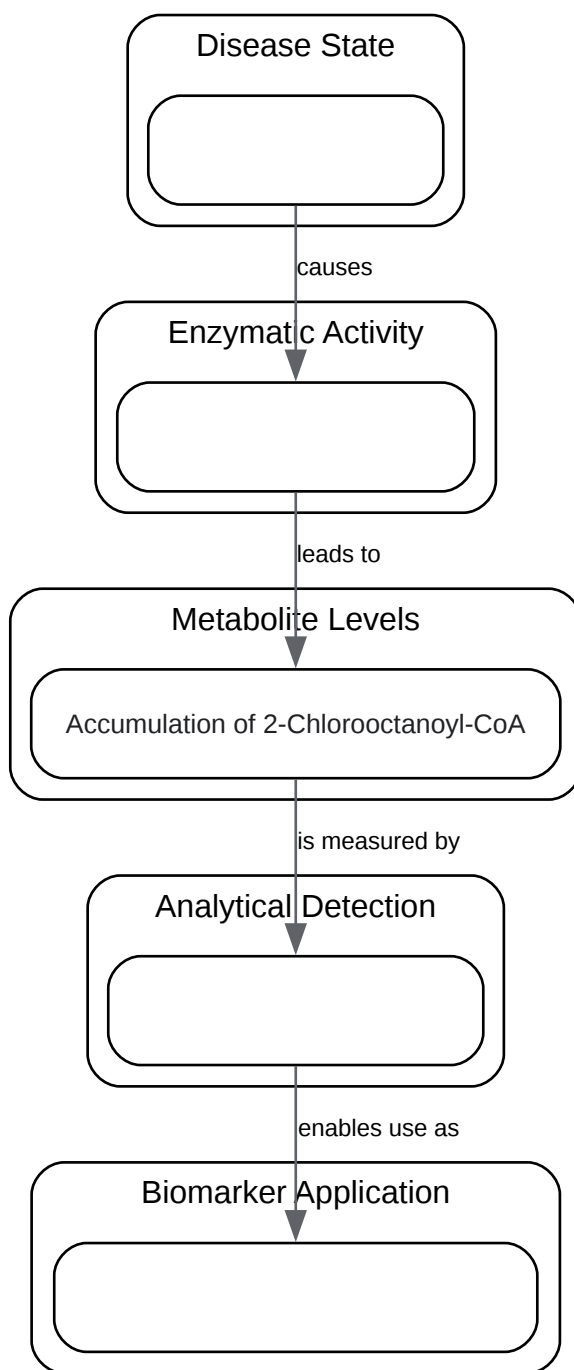 Disease State
causes
Enzymatic Activity
leads to
Metabolite Levels
Accumulation of 2-Chlorooctanoyl-CoA
is measured by
Analytical Detection
enables use as
Biomarker Application